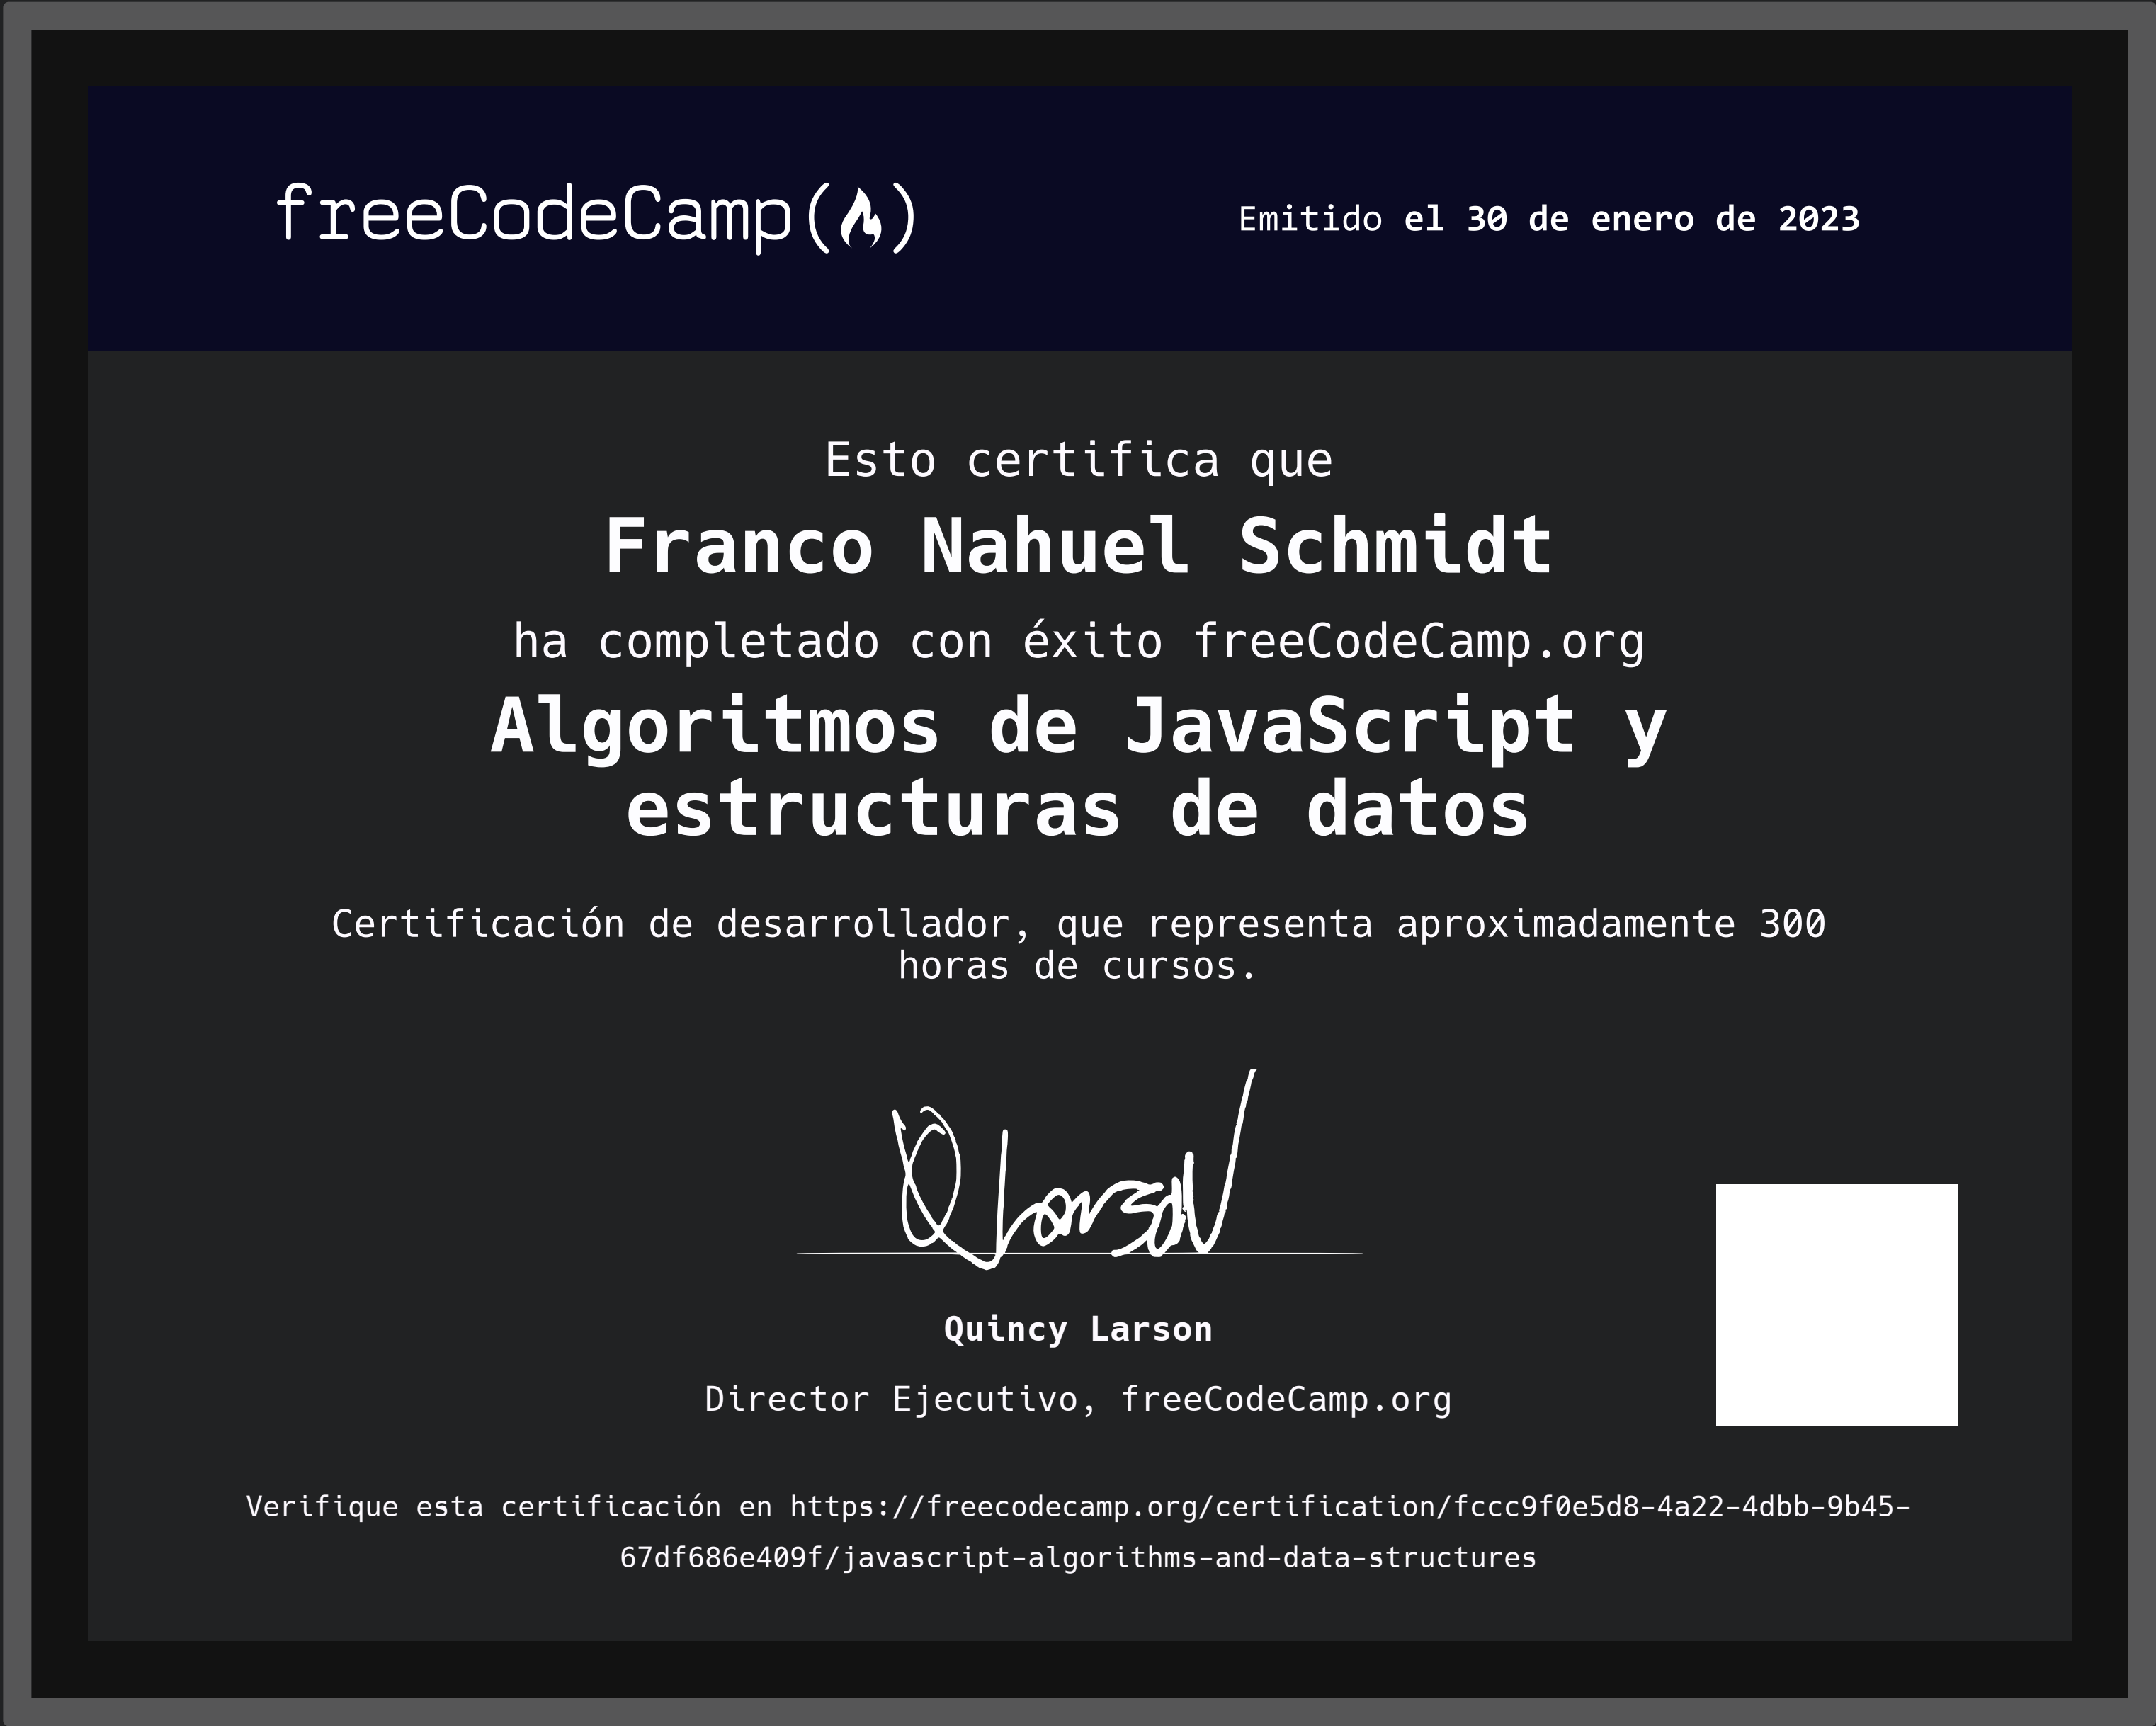 freeCodeCamp()
Emitido el 30 de enero de 2023
Esto certifica que
Franco Nahuel Schmidt
ha completado con éxito freeCodeCamp.org
Algoritmos de JavaScript y
estructuras de datos
Certificación de desarrollador, que representa aproximadamente 300
horas de cursos.
Quincy Larson
Director Ejecutivo, freeCodeCamp.org
Verifique esta certificación en https://freecodecamp.org/certification/fccc9f0e5d8-4a22-4dbb-9b45-
67df686e409f/javascript-algorithms-and-data-structures